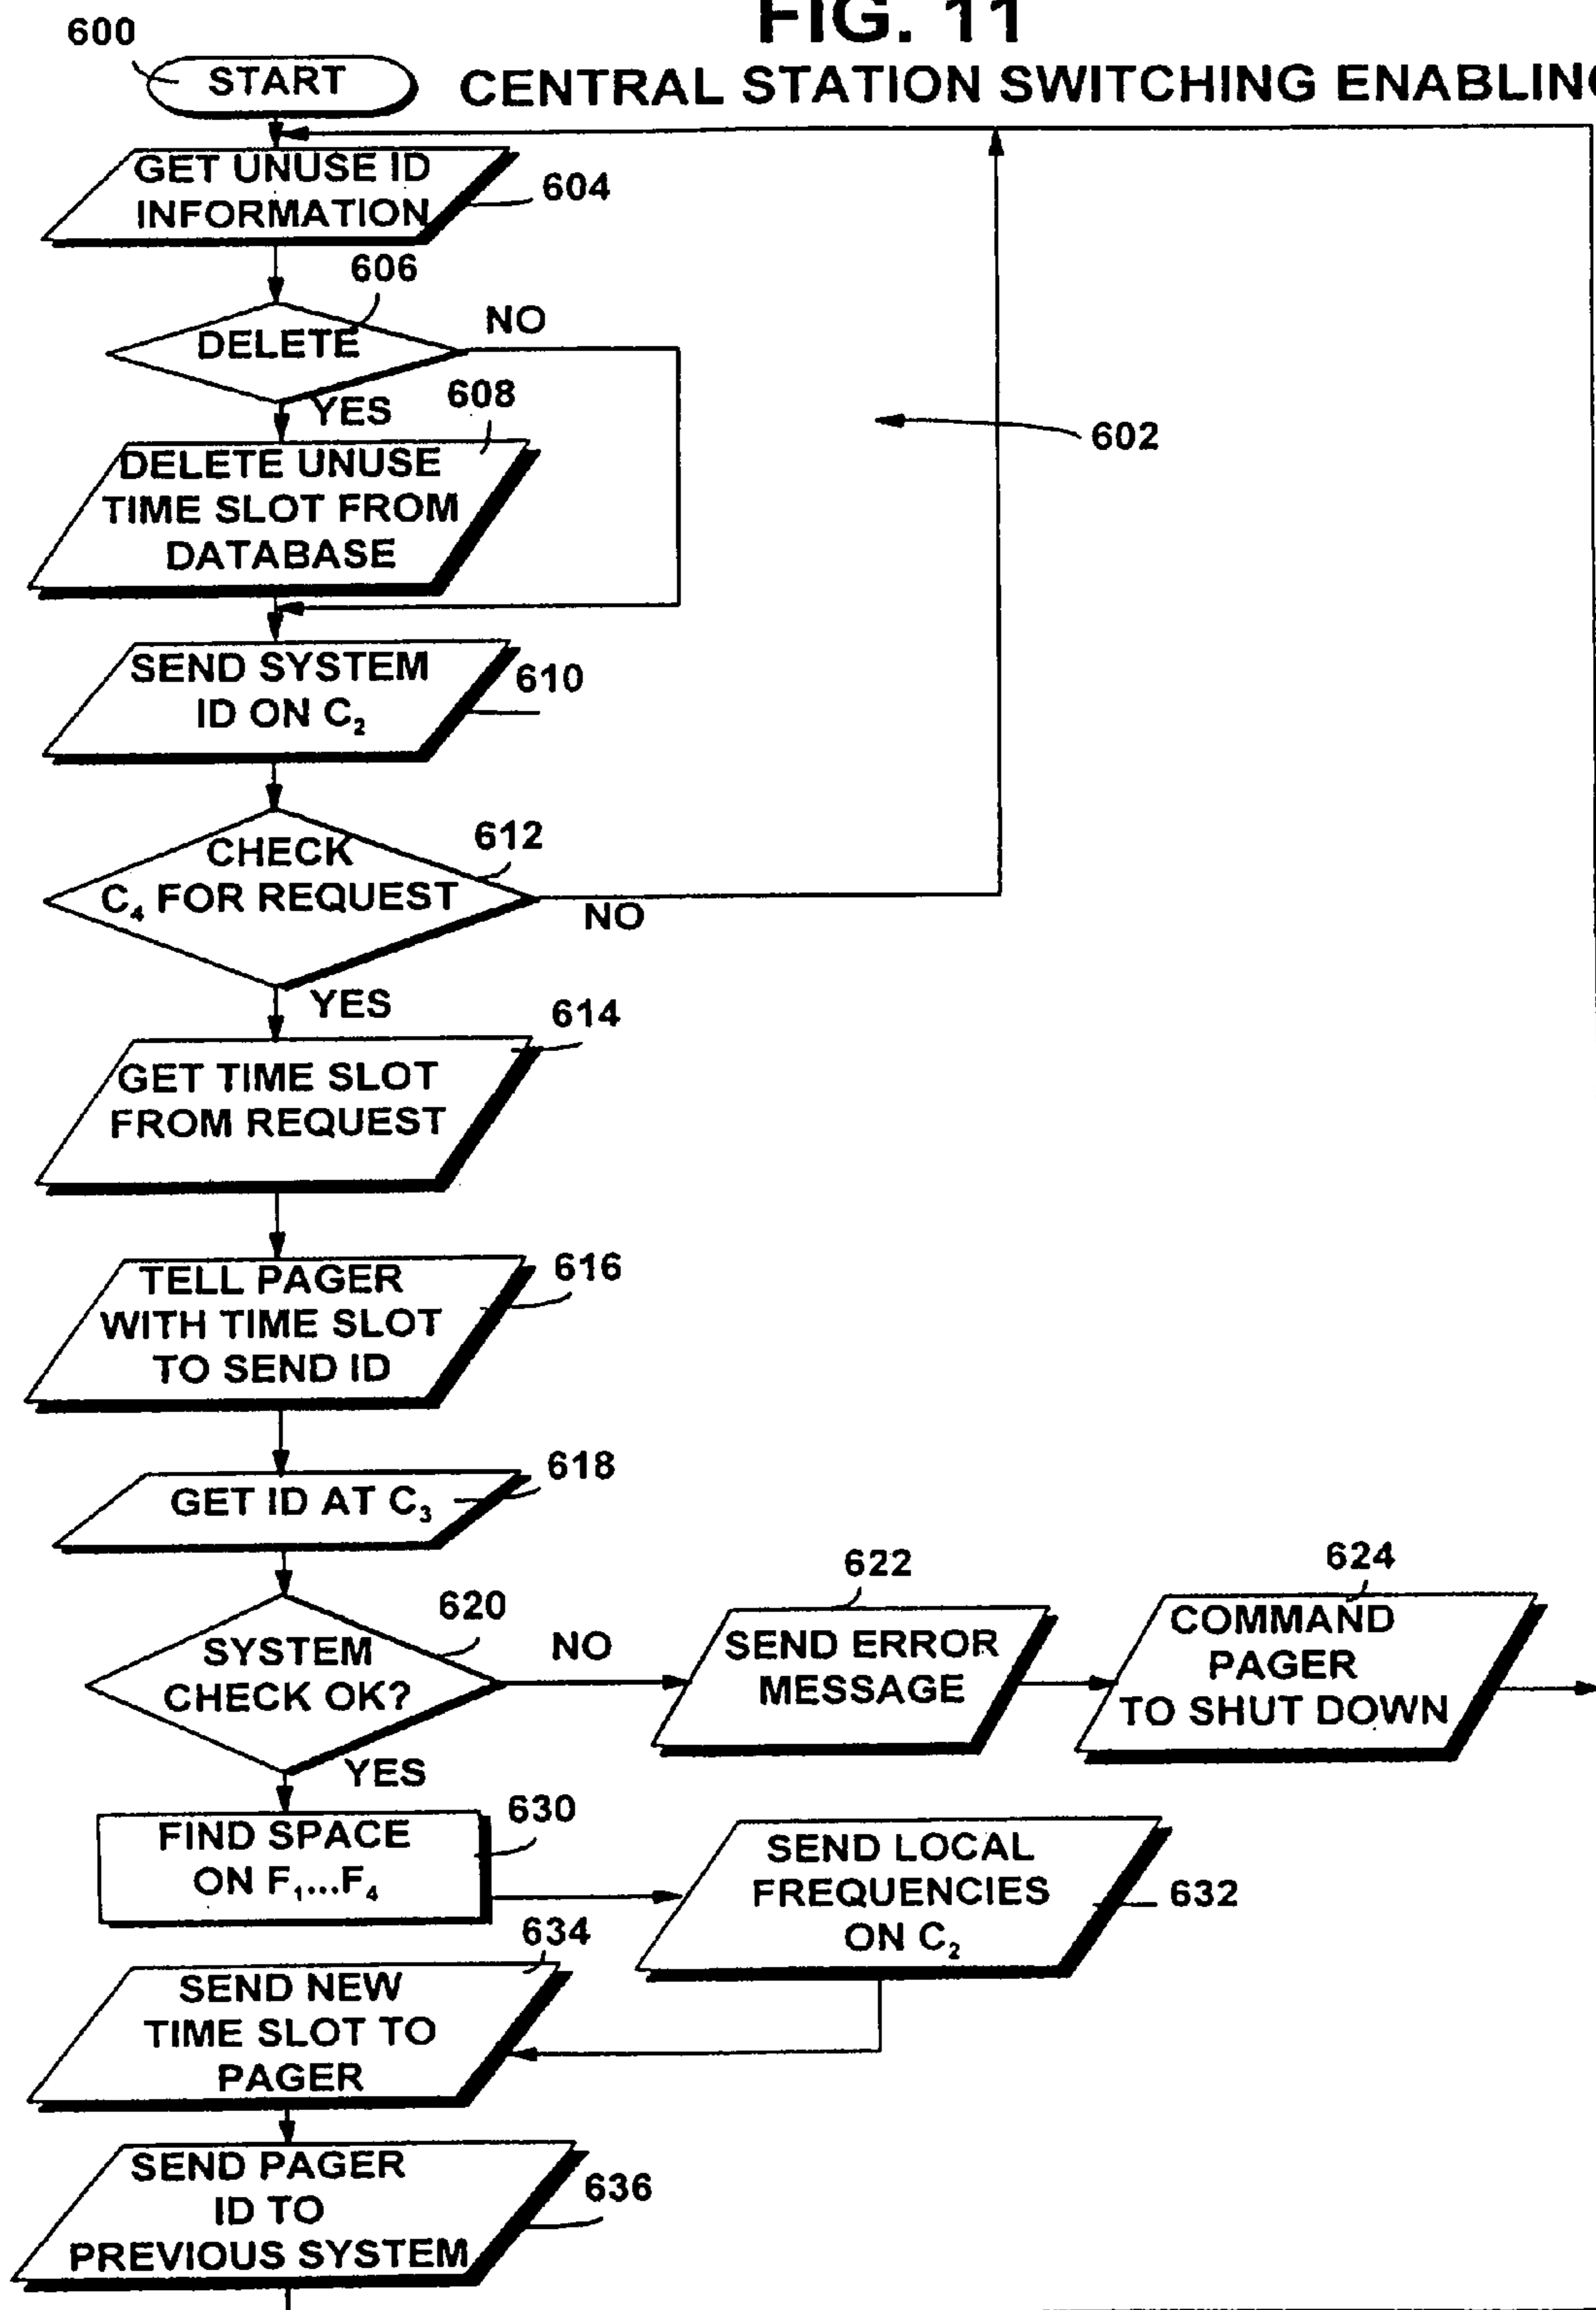 FIG. 11
CENTRAL STATION SWITCHING ENABLING
600
START
GET UNUSE ID
INFORMATION
604
606
DELETE
NO
YES
608
602
DELETE UNUSE
TIME SLOT FROM
DATABASE
SEND SYSTEM
ID ON C₂
610
CHECK
C₄ FOR REQUEST
612
NO
YES
614
GET TIME SLOT
FROM REQUEST
TELL PAGER
WITH TIME SLOT
TO SEND ID
616
GET ID AT C₃
618
620
SYSTEM
CHECK OK?
NO
622
SEND ERROR
MESSAGE
624
COMMAND
PAGER
TO SHUT DOWN
YES
FIND SPACE
ON F₁...F₄
630
SEND LOCAL
FREQUENCIES
ON C₂
632
634
SEND NEW
TIME SLOT TO
PAGER
SEND PAGER
ID TO
PREVIOUS SYSTEM
636